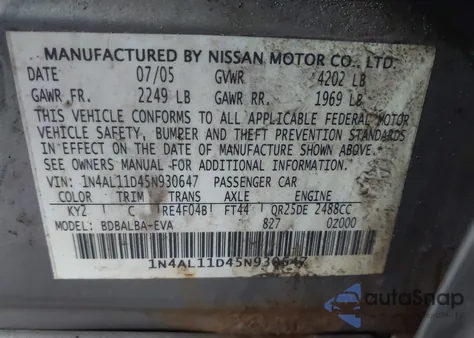 MANUFACTURED BY NISSAN MOTOR CO., LTD.
DATE 07/05 GVWR 4202 LB
GAWR FR. 2249 LB GAWR RR. 1969 LB
THIS VEHICLE CONFORMS TO ALL APPLICABLE FEDERAL MOTOR
VEHICLE SAFETY, BUMPER AND THEFT PREVENTION STANDARDS
IN EFFECT ON THE DATE OF MANUFACTURE SHOWN ABOVE.
SEE OWNERS MANUAL FOR ADDITIONAL INFORMATION.
VIN: 1N4AL11D45N930647 PASSENGER CAR
COLOR TRIM TRANS AXLE ENGINE
KY2 C RE4F04B FT44 QR25DE 2488CC
MODEL: BDBALBA-EVA 827 0Z000
1N4AL11D45N930647
autoSnap